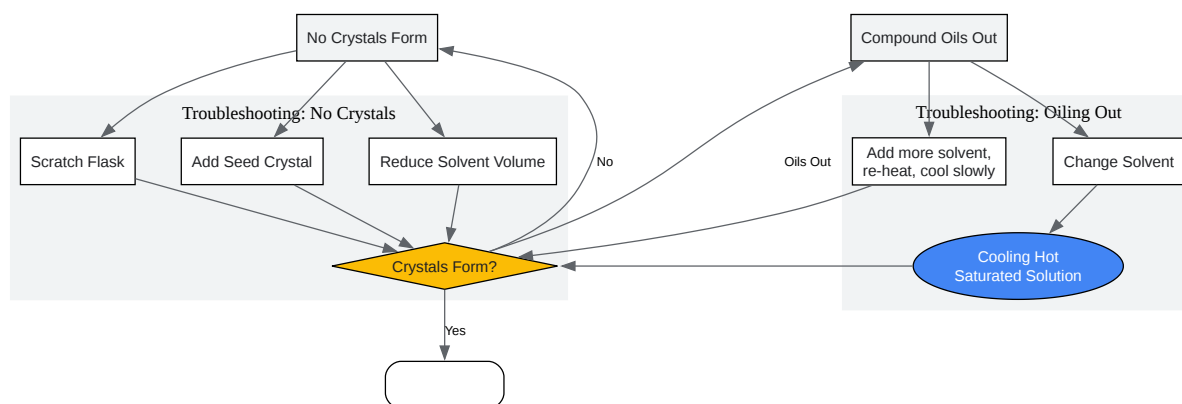 No Crystals Form
Compound Oils Out
Troubleshooting: No Crystals
Troubleshooting: Oiling Out
Scratch Flask
Add Seed Crystal
Reduce Solvent Volume
No
Oils Out
Add more solvent,
re-heat, cool slowly
Change Solvent
Crystals Form?
Cooling Hot
Saturated Solution
Yes